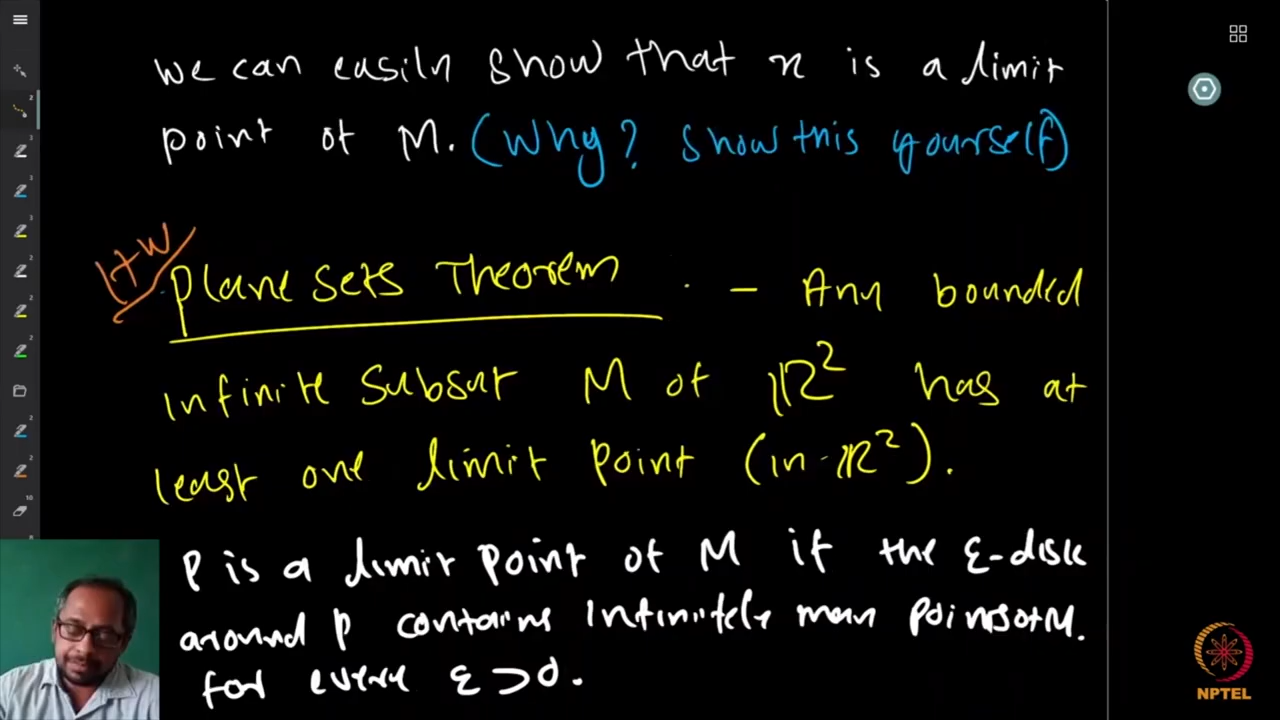 we can easily show that x is a limit
point of M. (Why? Show this yourself)
HW
Plane sets Theorem - Any bounded
infinite subset M of ℝ² has at
least one limit point (in ℝ²).
P is a limit point of M if the ε-disk
around P contains infinitely many points of M.
for every ε > 0.
NPTEL